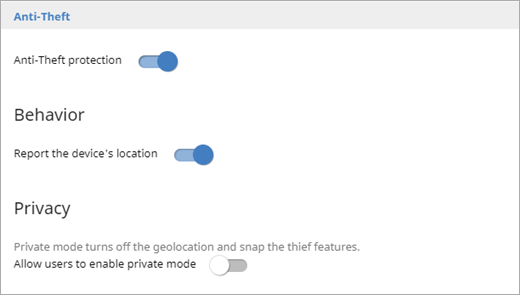 Anti-Theft
Anti-Theft protection
Behavior
Report the device's location
Privacy
Private mode turns off the geolocation and snap the thief features.
Allow users to enable private mode